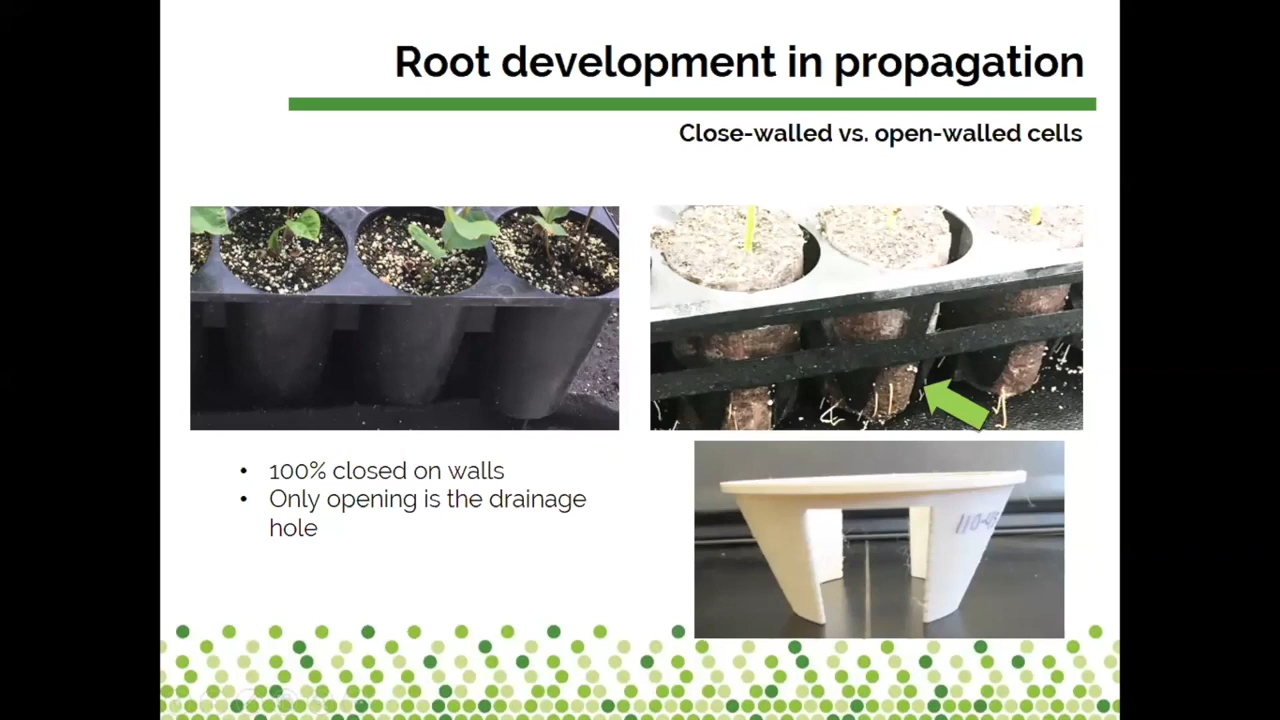 Root development in propagation
Close-walled vs. open-walled cells
• 100% closed on walls
• Only opening is the drainage
hole